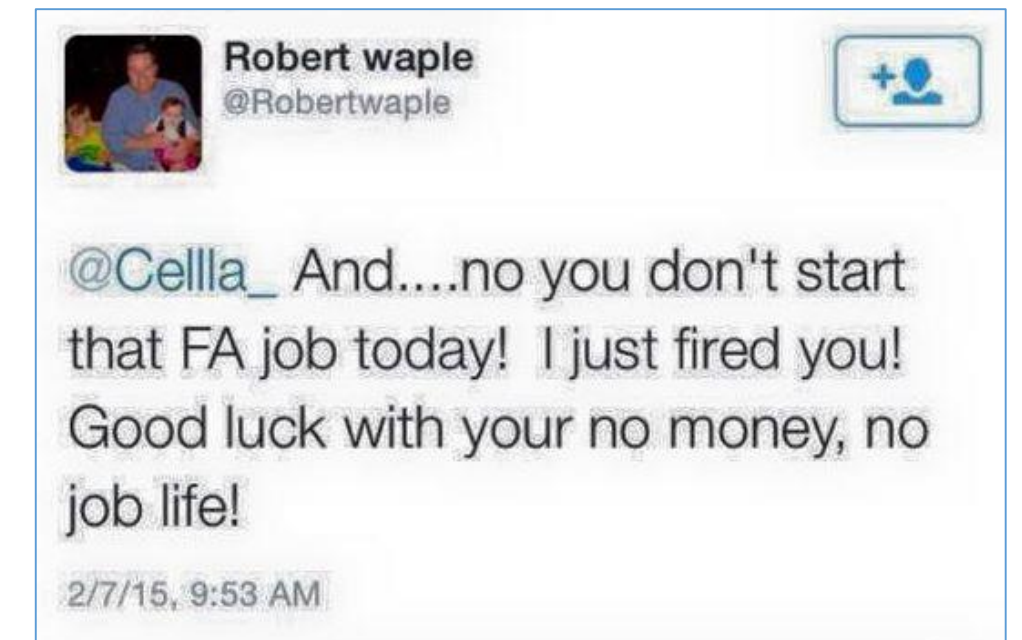 Robert waple
@Robertwaple
@Cellla_ And....no you don't start
that FA job today!  I just fired you!
Good luck with your no money, no
job life!
2/7/15, 9:53 AM